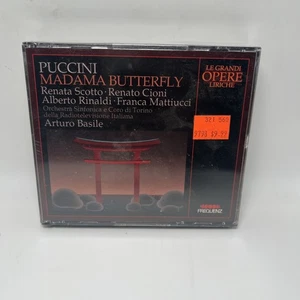 PUCCINI
MADAMA BUTTERFLY
Renata Scotto · Renato Cioni
Alberto Rinaldi · Franca Mattiucci
Orchestra Sinfonica e Coro di Torino
della Radiotelevisione Italiana
Arturo Basile
LE GRANDI
OPERE
LIRICHE
FREQUENZ